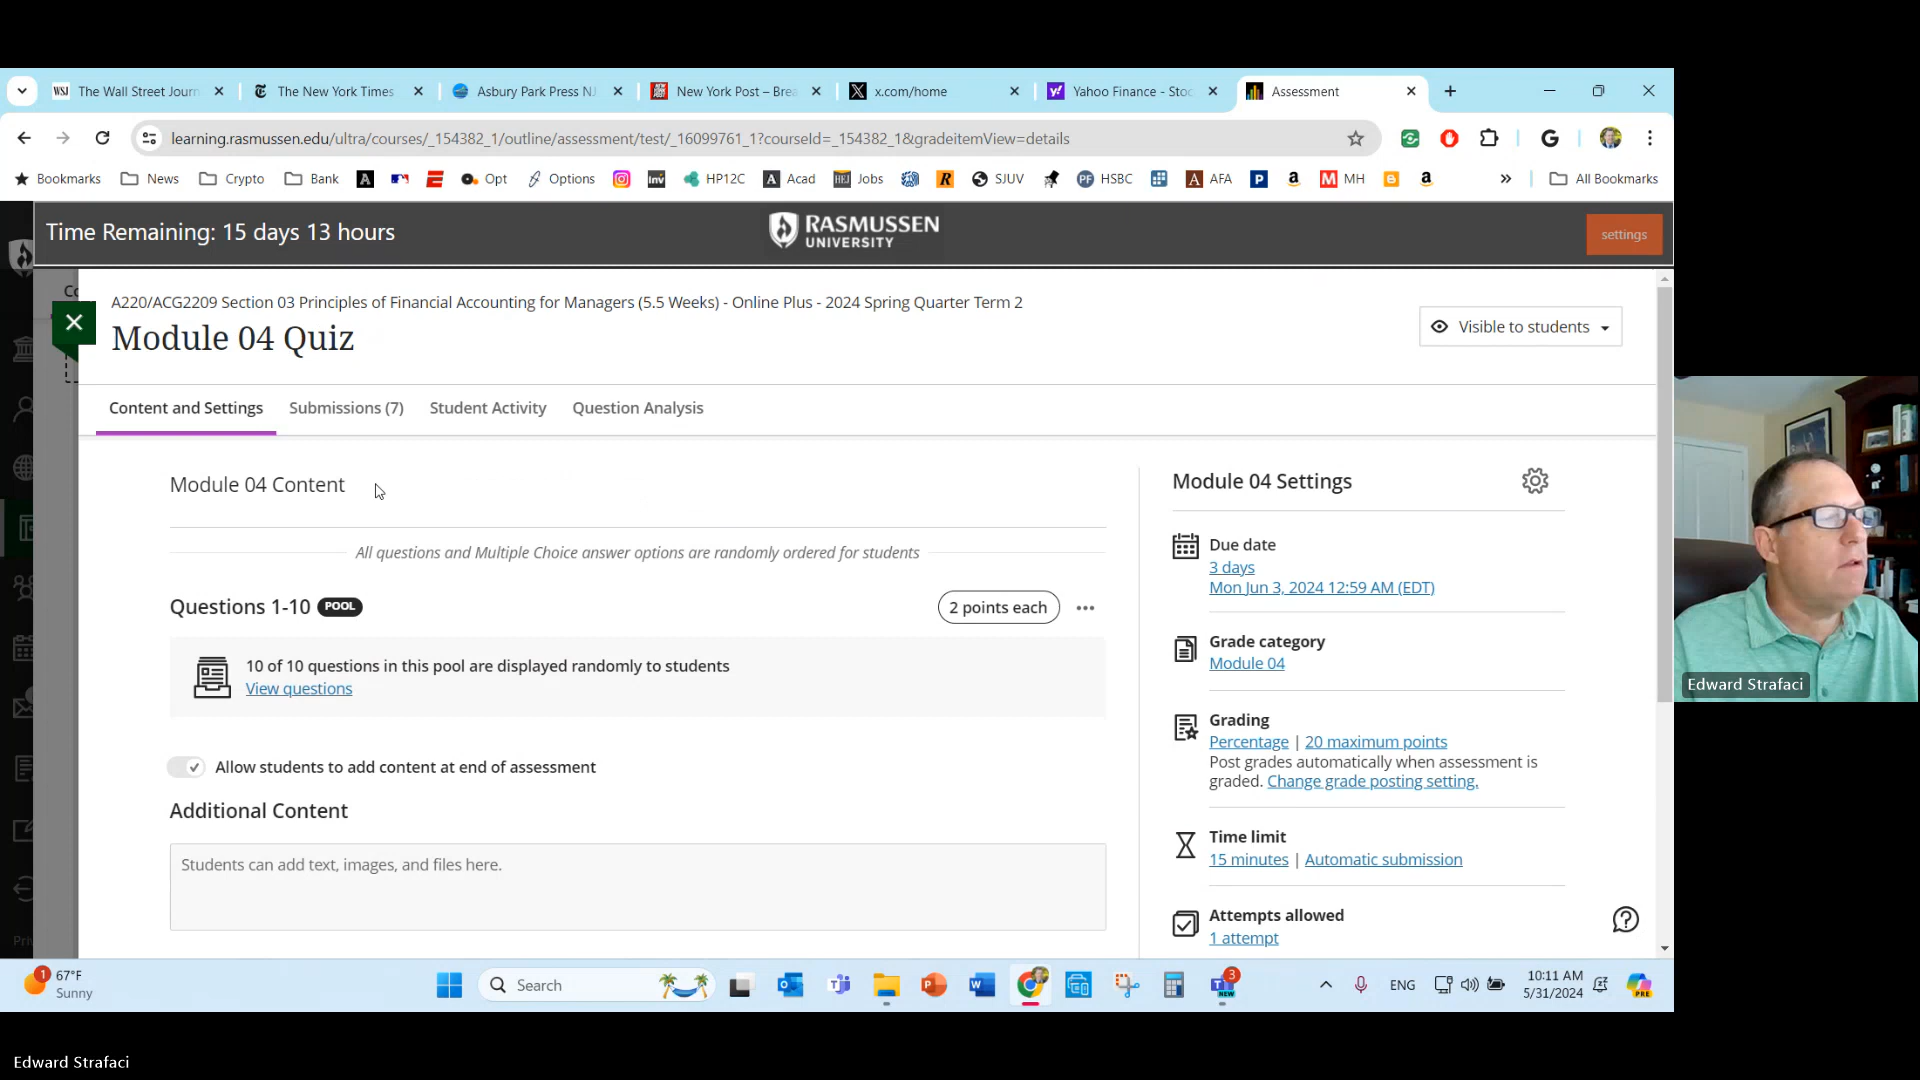 The Wall Street Journ
The New York Times
Asbury Park Press NJ
New York Post – Brea
x.com/home
Yahoo Finance - Stoc
Assessment
learning.rasmussen.edu/ultra/courses/_154382_1/outline/assessment/test/_16099761_1?courseId=_154382_1&gradeitemView=details
Bookmarks News Crypto Bank Opt Options inv HP12C Acad HEJ Jobs R SJUV PF HSBC AFA P MH All Bookmarks
Time Remaining: 15 days 13 hours
RASMUSSEN
UNIVERSITY
settings
A220/ACG2209 Section 03 Principles of Financial Accounting for Managers (5.5 Weeks) - Online Plus - 2024 Spring Quarter Term 2
Module 04 Quiz
Visible to students
Content and Settings
Submissions (7)
Student Activity
Question Analysis
Module 04 Content
All questions and Multiple Choice answer options are randomly ordered for students
Questions 1-10 POOL
2 points each
10 of 10 questions in this pool are displayed randomly to students
View questions
Allow students to add content at end of assessment
Additional Content
Students can add text, images, and files here.
Module 04 Settings
Due date
3 days
Mon Jun 3, 2024 12:59 AM (EDT)
Grade category
Module 04
Grading
Percentage | 20 maximum points
Post grades automatically when assessment is
graded. Change grade posting setting.
Time limit
15 minutes | Automatic submission
Attempts allowed
1 attempt
Edward Strafaci
1
67°F
Sunny
Search
3
NEW
ENG
10:11 AM
5/31/2024
PRE
Edward Strafaci